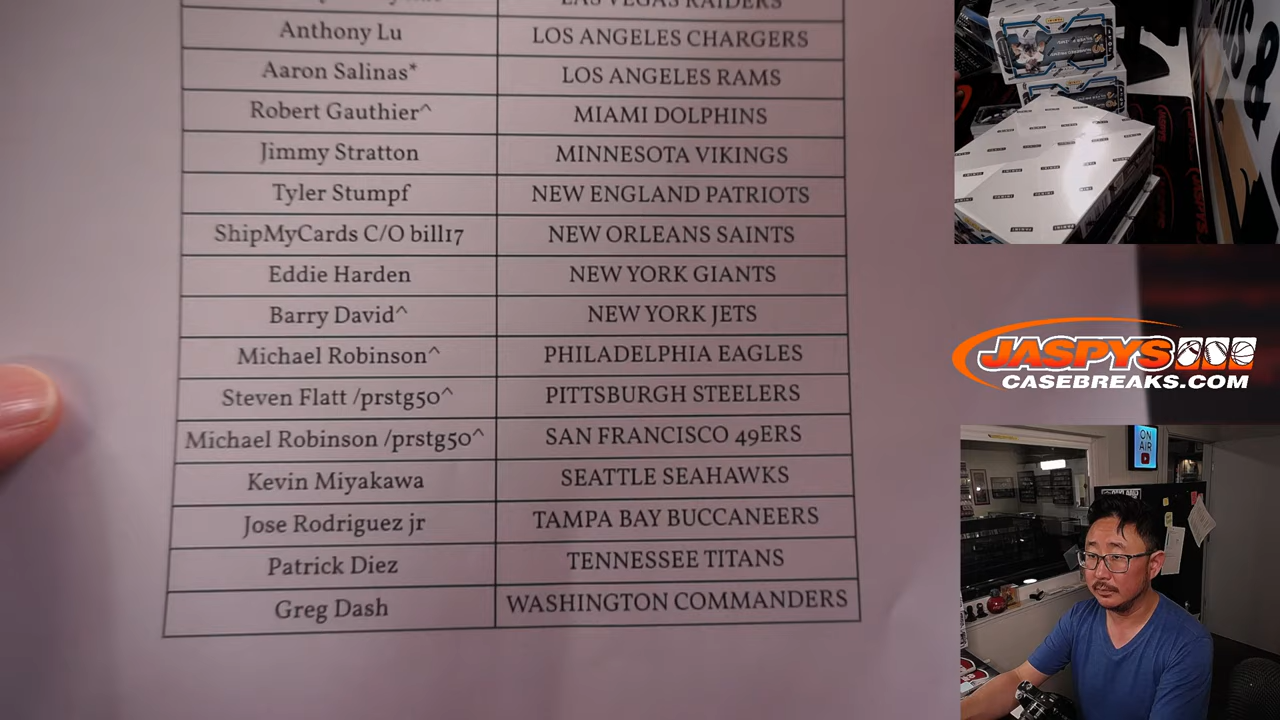 LAS VEGAS RAIDERS
Anthony Lu LOS ANGELES CHARGERS
Aaron Salinas* LOS ANGELES RAMS
Robert Gauthier^ MIAMI DOLPHINS
Jimmy Stratton MINNESOTA VIKINGS
Tyler Stumpf NEW ENGLAND PATRIOTS
ShipMyCards C/O bill17 NEW ORLEANS SAINTS
Eddie Harden NEW YORK GIANTS
Barry David^ NEW YORK JETS
Michael Robinson^ PHILADELPHIA EAGLES
Steven Flatt /prstg50^ PITTSBURGH STEELERS
Michael Robinson /prstg50^ SAN FRANCISCO 49ERS
Kevin Miyakawa SEATTLE SEAHAWKS
Jose Rodriguez jr TAMPA BAY BUCCANEERS
Patrick Diez TENNESSEE TITANS
Greg Dash WASHINGTON COMMANDERS
JASPYS
CASEBREAKS.COM
ON
AIR